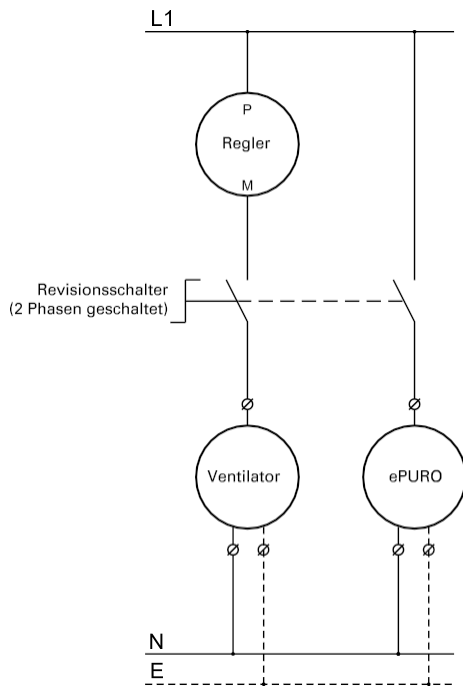 L1
P
Regler
M
Revisionsschalter
(2 Phasen geschaltet)
Ventilator
ePURO
N
E